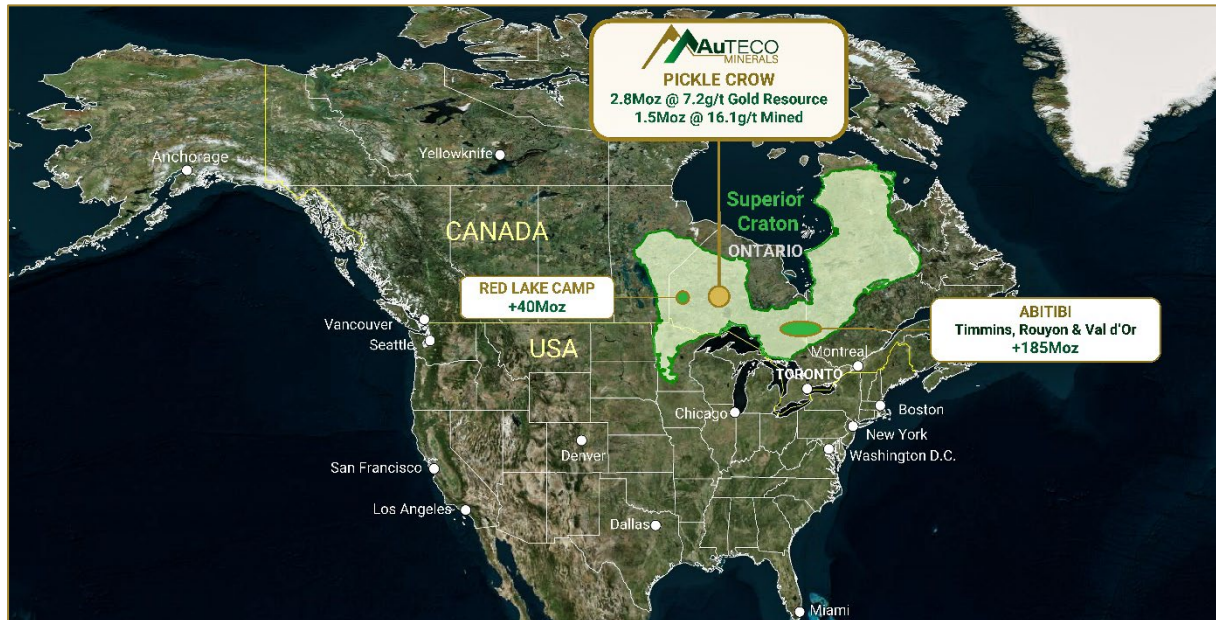 AuTECO
MINERALS
PICKLE CROW
2.8Moz @ 7.2g/t Gold Resource
1.5Moz @ 16.1g/t Mined
Anchorage
Yellowknife
Superior
Craton
CANADA
ONTARIO
RED LAKE CAMP
+40Moz
ABITIBI
Timmins, Rouyon & Val d'Or
+185Moz
Vancouver
Seattle
USA
Montreal
TORONTO
Chicago
Boston
New York
Washington D.C.
Denver
San Francisco
Los Angeles
Dallas
Miami